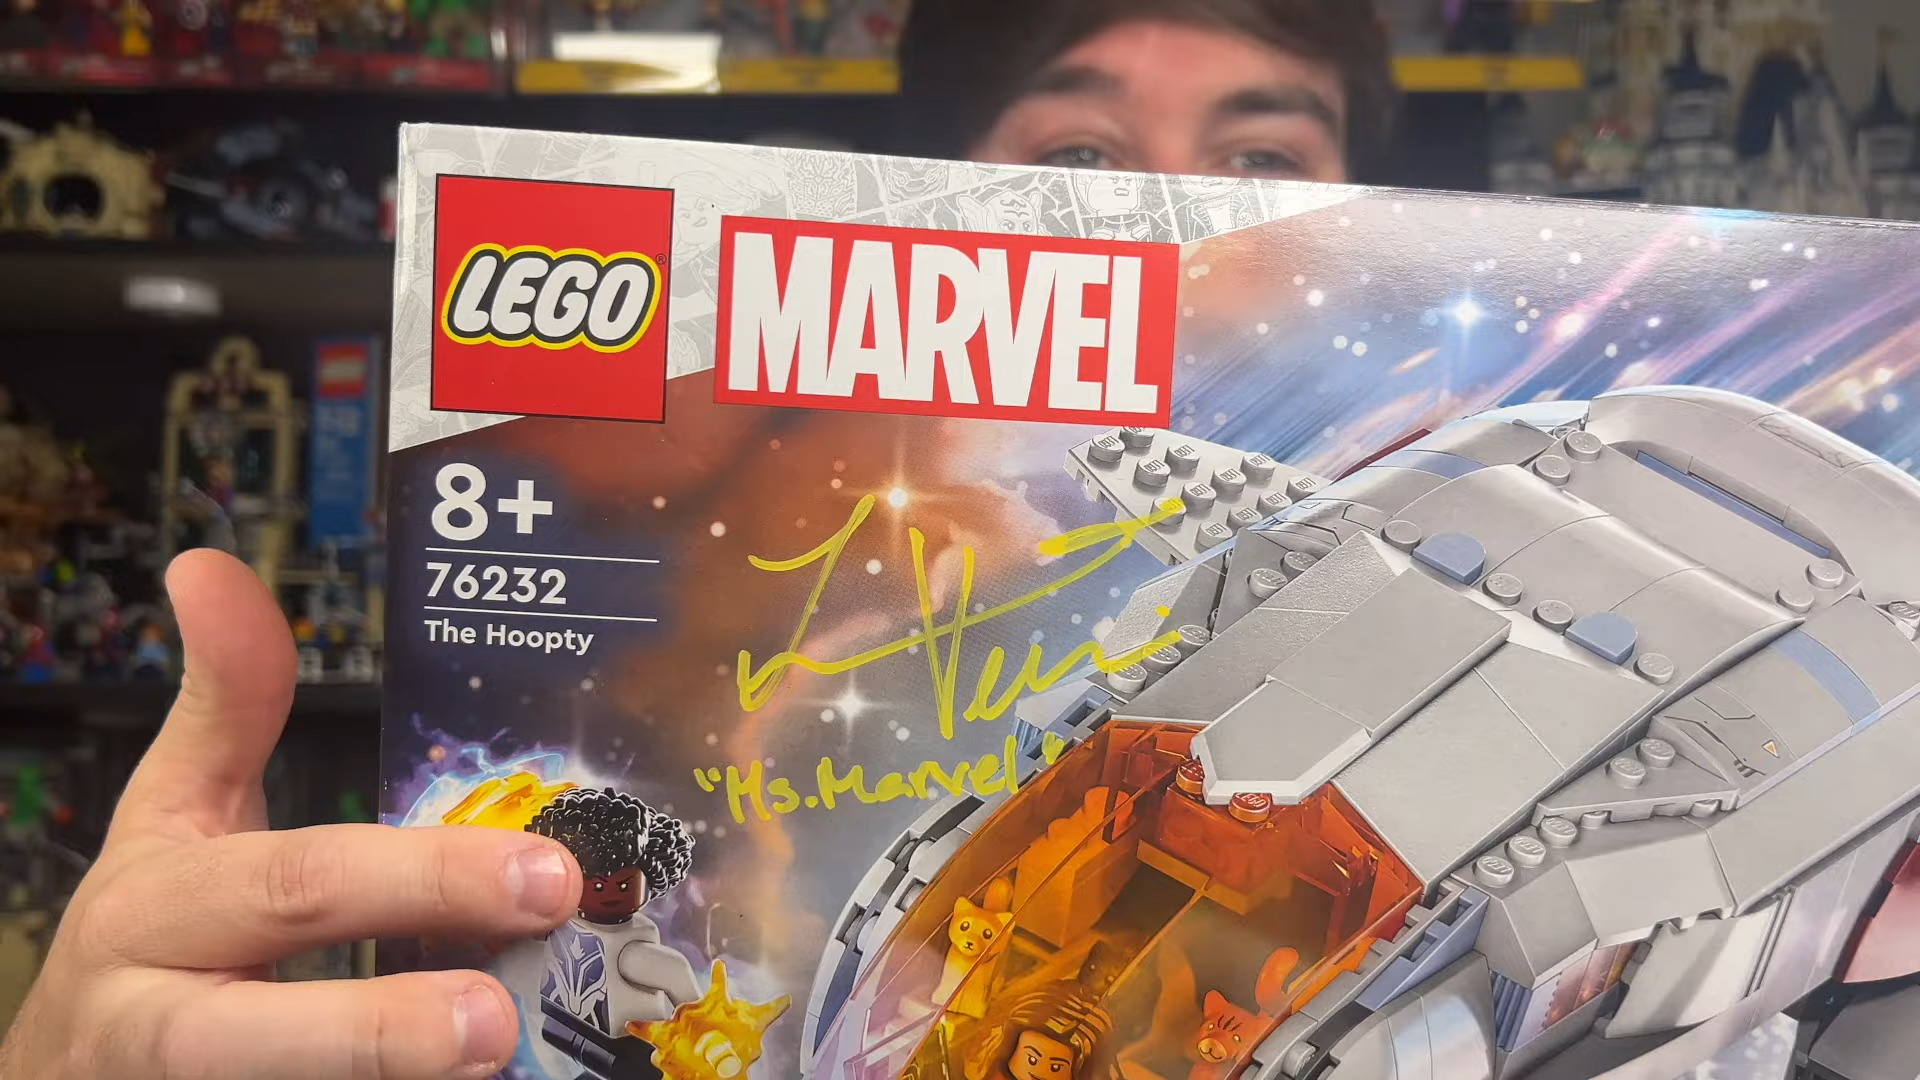 LEGO
MARVEL
8+
76232
The Hoopty
"Ms. Marvel"